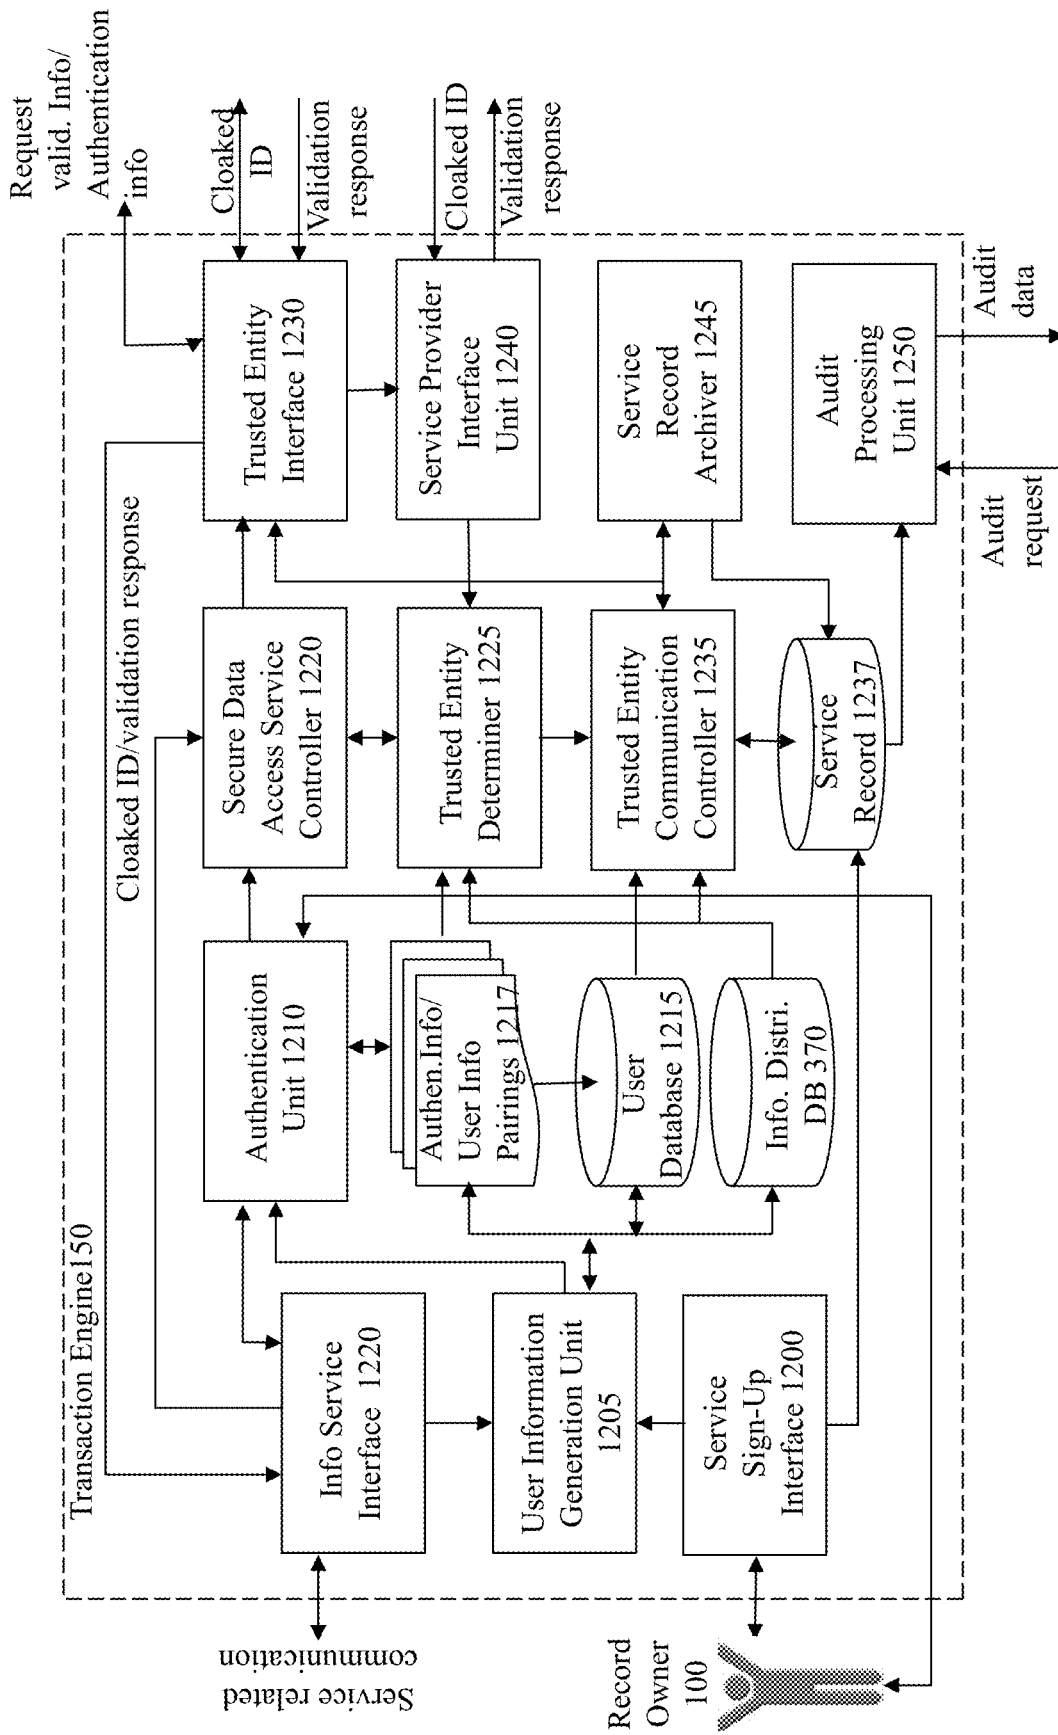 Transaction Engine150
Cloaked ID/validation response
Request
valid. Info/
Authentication
info
Service related
communication
Info Service
Interface 1220
Authentication
Unit 1210
Secure Data
Access Service
Controller 1220
Trusted Entity
Interface 1230
Cloaked
ID
Validation
response
User Information
Generation Unit
1205
Authen.Info/
User Info
Pairings 1217
Trusted Entity
Determiner 1225
Service Provider
Interface
Unit 1240
Cloaked ID
Validation
response
Record
Owner
100
Service
Sign-Up
Interface 1200
User
Database 1215
Info. Distri.
DB 370
Trusted Entity
Communication
Controller 1235
Service
Record
Archiver 1245
Service
Record 1237
Audit
Processing
Unit 1250
Audit
request
Audit
data